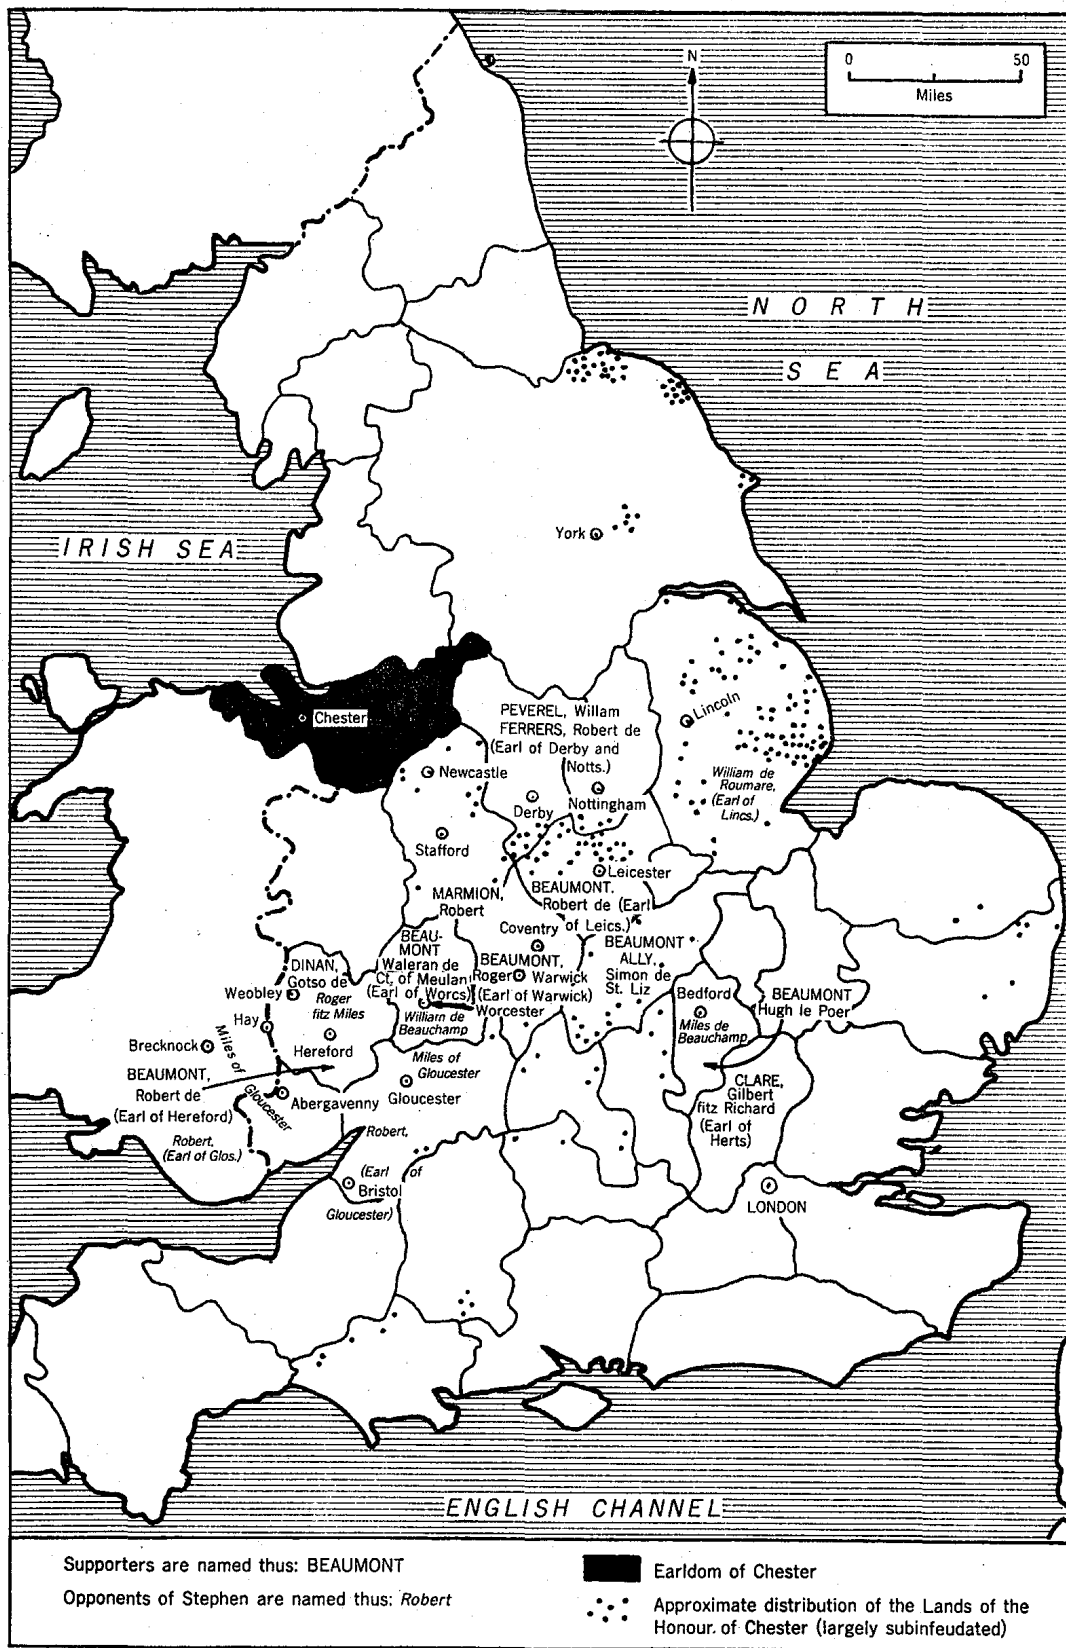 N
0 50
Miles
NORTH
SEA
York
IRISH SEA
Chester
Lincoln
PEVEREL, Willam
FERRERS, Robert de
(Earl of Derby and
Notts.)
Newcastle
Derby
Nottingham
William de
Roumare,
(Earl of
Lincs.)
Stafford
Leicester
MARMION,
Robert
BEAUMONT,
Robert de (Earl
of Leics.)
Coventry
BEAU-
MONT
Waleran de
Ct. of Meulan
(Earl of Worcs)
William de
Beauchamp
BEAUMONT,
Roger
Warwick
(Earl of Warwick)
Worcester
BEAUMONT
ALLY,
Simon de
St. Liz
DINAN,
Gotso de
Roger
fitz Miles
Weobley
Hay
Hereford
Brecknock
Bedford
Miles de
Beauchamp
BEAUMONT
Hugh le Poer
BEAUMONT,
Robert de
(Earl of Hereford)
Miles of
Gloucester
Abergavenny
Miles of
Gloucester
Gloucester
CLARE,
Gilbert
fitz Richard
(Earl of
Herts)
Robert,
(Earl of Glos.)
Robert,
(Earl of
Bristol
Gloucester)
LONDON
ENGLISH CHANNEL
Supporters are named thus: BEAUMONT
Opponents of Stephen are named thus: Robert
Earldom of Chester
Approximate distribution of the Lands of the
Honour. of Chester (largely subinfeudated)